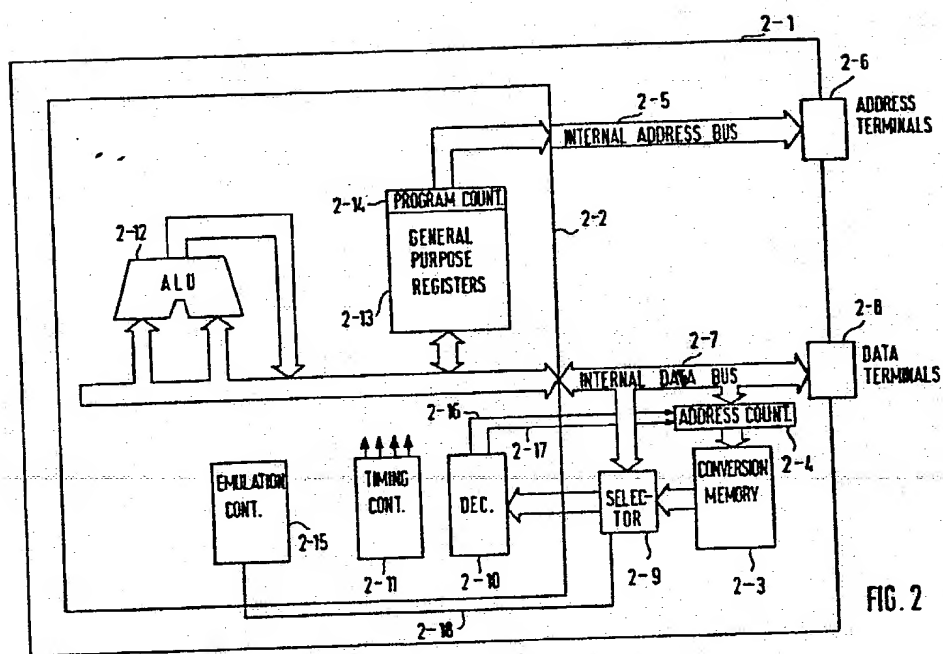 2-1
2-6
ADDRESS
TERMINALS
2-5
INTERNAL ADDRESS BUS
2-14
PROGRAM COUNT.
2-2
2-12
GENERAL
PURPOSE
REGISTERS
ALU
2-13
2-8
2-7
DATA
TERMINALS
INTERNAL DATA BUS
2-16
ADDRESS COUNT.
2-17
2-4
EMULATION
CONT.
TIMING
CONT.
DEC.
SELEC-
TOR
CONVERSION
MEMORY
2-15
2-11
2-10
2-9
2-3
2-18
FIG. 2